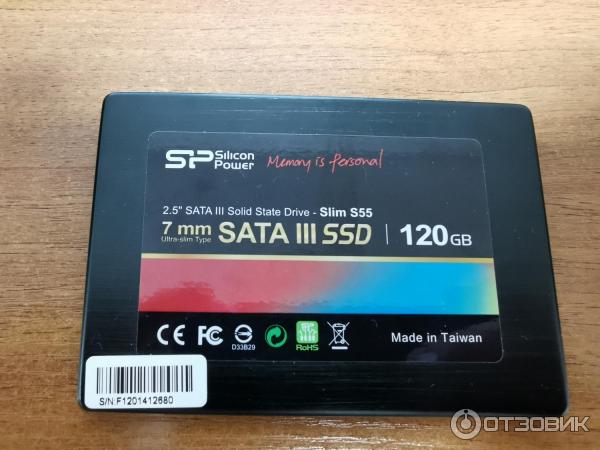 SP Silicon Power Memory is Personal
2.5" SATA III Solid State Drive - Slim S55
7 mm Ultra-slim Type SATA III SSD | 120GB
CE FC D33B29 RoHS Made in Taiwan
S/N:F1201412680
ОТЗОВИК